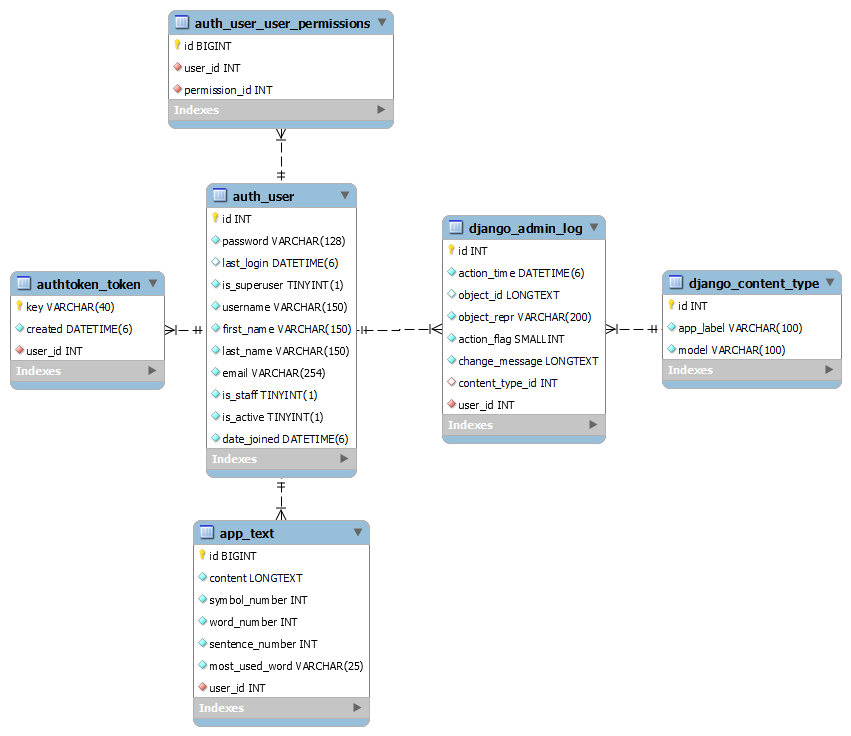 auth_user_user_permissions
id BIGINT
user_id INT
permission_id INT
Indexes
auth_user
id INT
password VARCHAR(128)
last_login DATETIME(6)
is_superuser TINYINT(1)
username VARCHAR(150)
first_name VARCHAR(150)
last_name VARCHAR(150)
email VARCHAR(254)
is_staff TINYINT(1)
is_active TINYINT(1)
date_joined DATETIME(6)
Indexes
authtoken_token
key VARCHAR(40)
created DATETIME(6)
user_id INT
Indexes
django_admin_log
id INT
action_time DATETIME(6)
object_id LONGTEXT
object_repr VARCHAR(200)
action_flag SMALLINT
change_message LONGTEXT
content_type_id INT
user_id INT
Indexes
django_content_type
id INT
app_label VARCHAR(100)
model VARCHAR(100)
Indexes
app_text
id BIGINT
content LONGTEXT
symbol_number INT
word_number INT
sentence_number INT
most_used_word VARCHAR(25)
user_id INT
Indexes